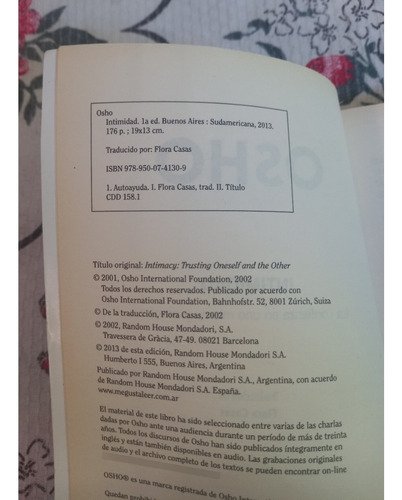 Osho
Intimidad. 1a ed. Buenos Aires : Sudamericana, 2013.
176 p. ; 19x13 cm.
Traducido por: Flora Casas
ISBN 978-950-07-4130-9
1. Autoayuda. I. Flora Casas, trad. II. Título
CDD 158.1
Título original: Intimacy: Trusting Oneself and the Other
© 2001, Osho International Foundation, 2002
Todos los derechos reservados. Publicado por acuerdo con
Osho International Foundation, Bahnhofstr. 52, 8001 Zürich, Suiza
© De la traducción, Flora Casas, 2002
© 2002, Random House Mondadori, S.A.
Travessera de Gràcia, 47-49. 08021 Barcelona
© 2013 de esta edición, Random House Mondadori, S.A.
Humberto I 555, Buenos Aires, Argentina
Publicado por Random House Mondadori S.A., Argentina, con acuerdo
de Random House Mondadori S.A. España.
www.megustaleer.com.ar
El material de este libro ha sido seleccionado entre varias de las charlas
dadas por Osho ante una audiencia durante un período de más de treinta
años. Todos los discursos de Osho han sido publicados íntegramente en
inglés y están también disponibles en audio. Las grabaciones originales
de audio y el archivo completo de los textos se pueden encontrar on-line
OSHO® es una marca registrada de Osho
Quedan
OSHO